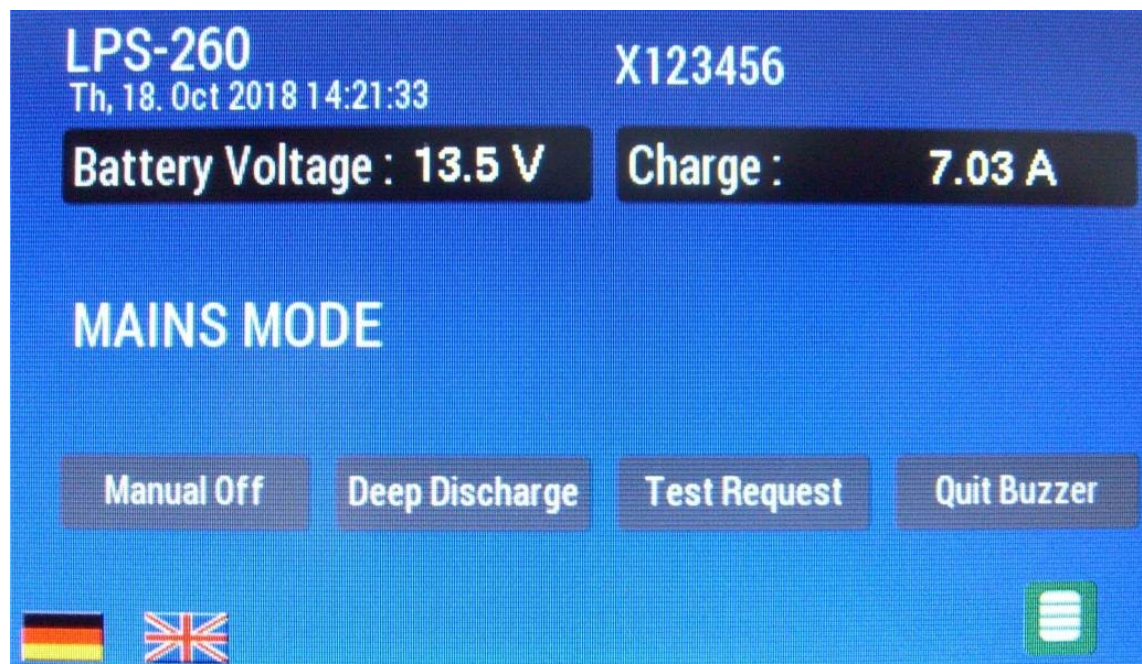 LPS-260
X123456
Th, 18. Oct 2018 14:21:33
Battery Voltage : 13.5 V
Charge : 7.03 A
MAINS MODE
Manual Off
Deep Discharge
Test Request
Quit Buzzer